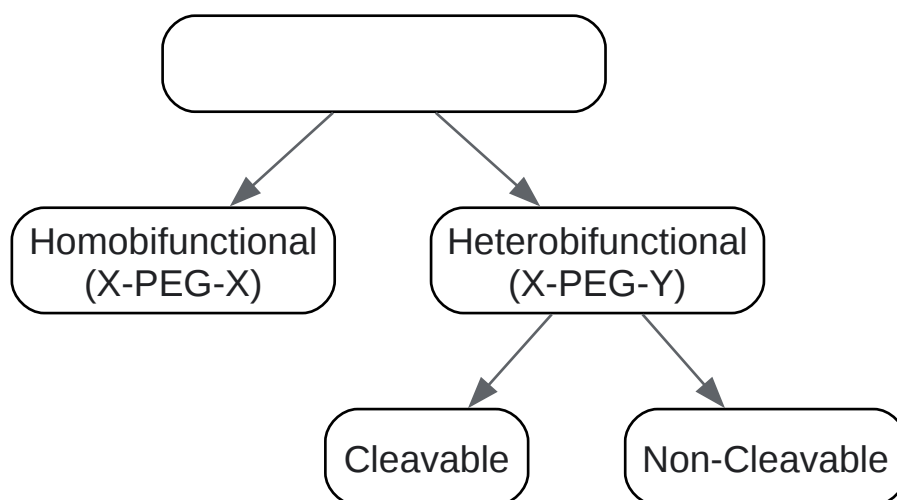 Homobifunctional
(X-PEG-X)
Heterobifunctional
(X-PEG-Y)
Cleavable
Non-Cleavable